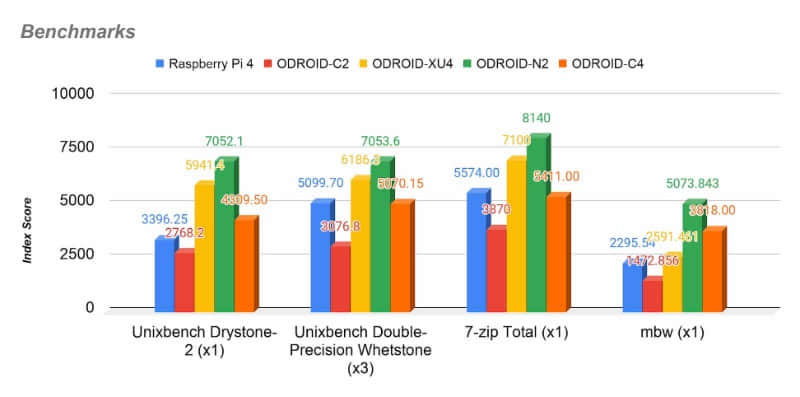 Benchmarks
Raspberry Pi 4 ODROID-C2 ODROID-XU4 ODROID-N2 ODROID-C4
10000
7500
5000
2500
0
Index Score
3396.25 2768.2 5941.4 7052.1 4309.50
5099.70 3076.8 6186.3 7053.6 5070.15
5574.00 3870 7100 8140 5411.00
2295.54 1472.856 2591.461 5073.843 3818.00
Unixbench Drystone-
2 (x1)
Unixbench Double-
Precision Whetstone
(x3)
7-zip Total (x1)
mbw (x1)